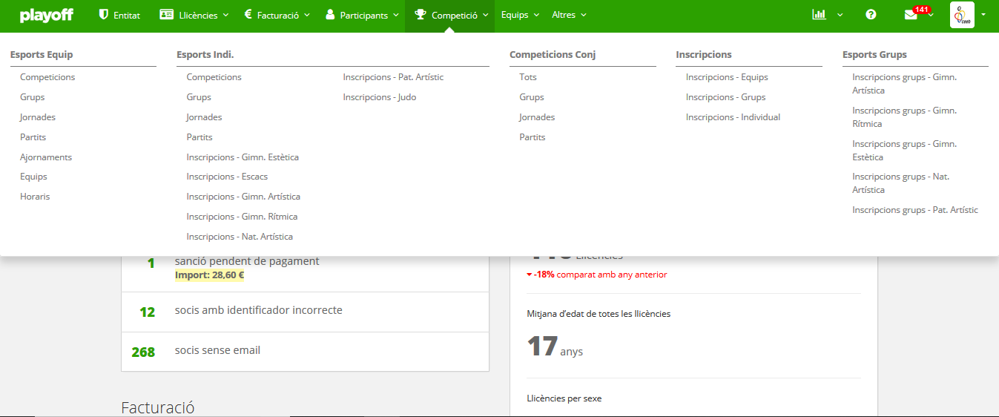 playoff
Entitat
Llicències
Facturació
Participants
Competició
Equips
Altres
141
Esports Equip
Competicions
Grups
Jornades
Partits
Ajornaments
Equips
Horaris
Esports Indi.
Competicions
Grups
Jornades
Partits
Inscripcions - Gimn. Estètica
Inscripcions - Escacs
Inscripcions - Gimn. Artística
Inscripcions - Gimn. Rítmica
Inscripcions - Nat. Artística
Inscripcions - Pat. Artístic
Inscripcions - Judo
Competicions Conj
Tots
Grups
Jornades
Partits
Inscripcions
Inscripcions - Equips
Inscripcions - Grups
Inscripcions - Individual
Esports Grups
Inscripcions grups - Gimn.
Artística
Inscripcions grups - Gimn.
Rítmica
Inscripcions grups - Gimn.
Estètica
Inscripcions grups - Nat.
Artística
Inscripcions grups - Pat. Artístic
1 sanció pendent de pagament
Import: 28,60 €
12 socis amb identificador incorrecte
268 socis sense email
Facturació
Llicències
-18% comparat amb any anterior
Mitjana d'edat de totes les llicències
17 anys
Llicències per sexe